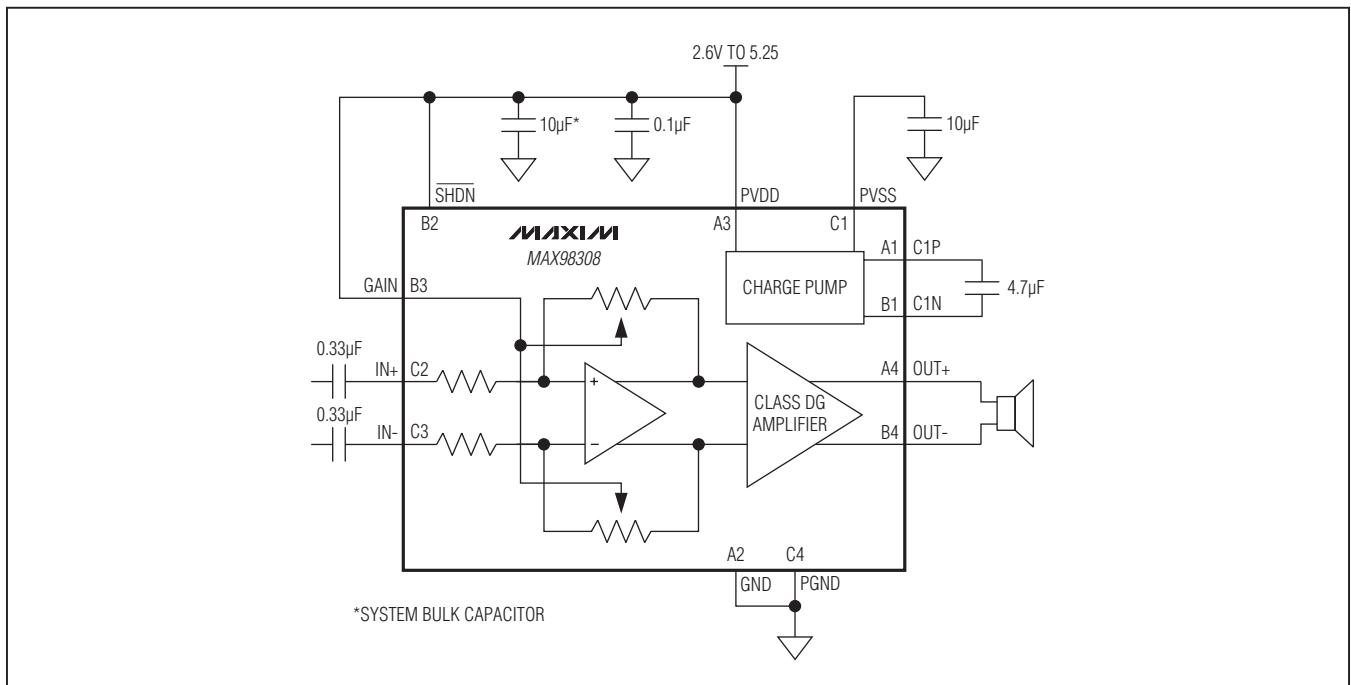 2.6V TO 5.25
10µF*
0.1µF
10µF
SHDN
PVDD
PVSS
B2
A3
C1
MAXIM
MAX98308
A1
C1P
GAIN
B3
CHARGE PUMP
4.7µF
B1
C1N
0.33µF
IN+
C2
+
A4
OUT+
CLASS DG
AMPLIFIER
0.33µF
IN-
C3
−
B4
OUT-
A2
C4
GND
PGND
*SYSTEM BULK CAPACITOR